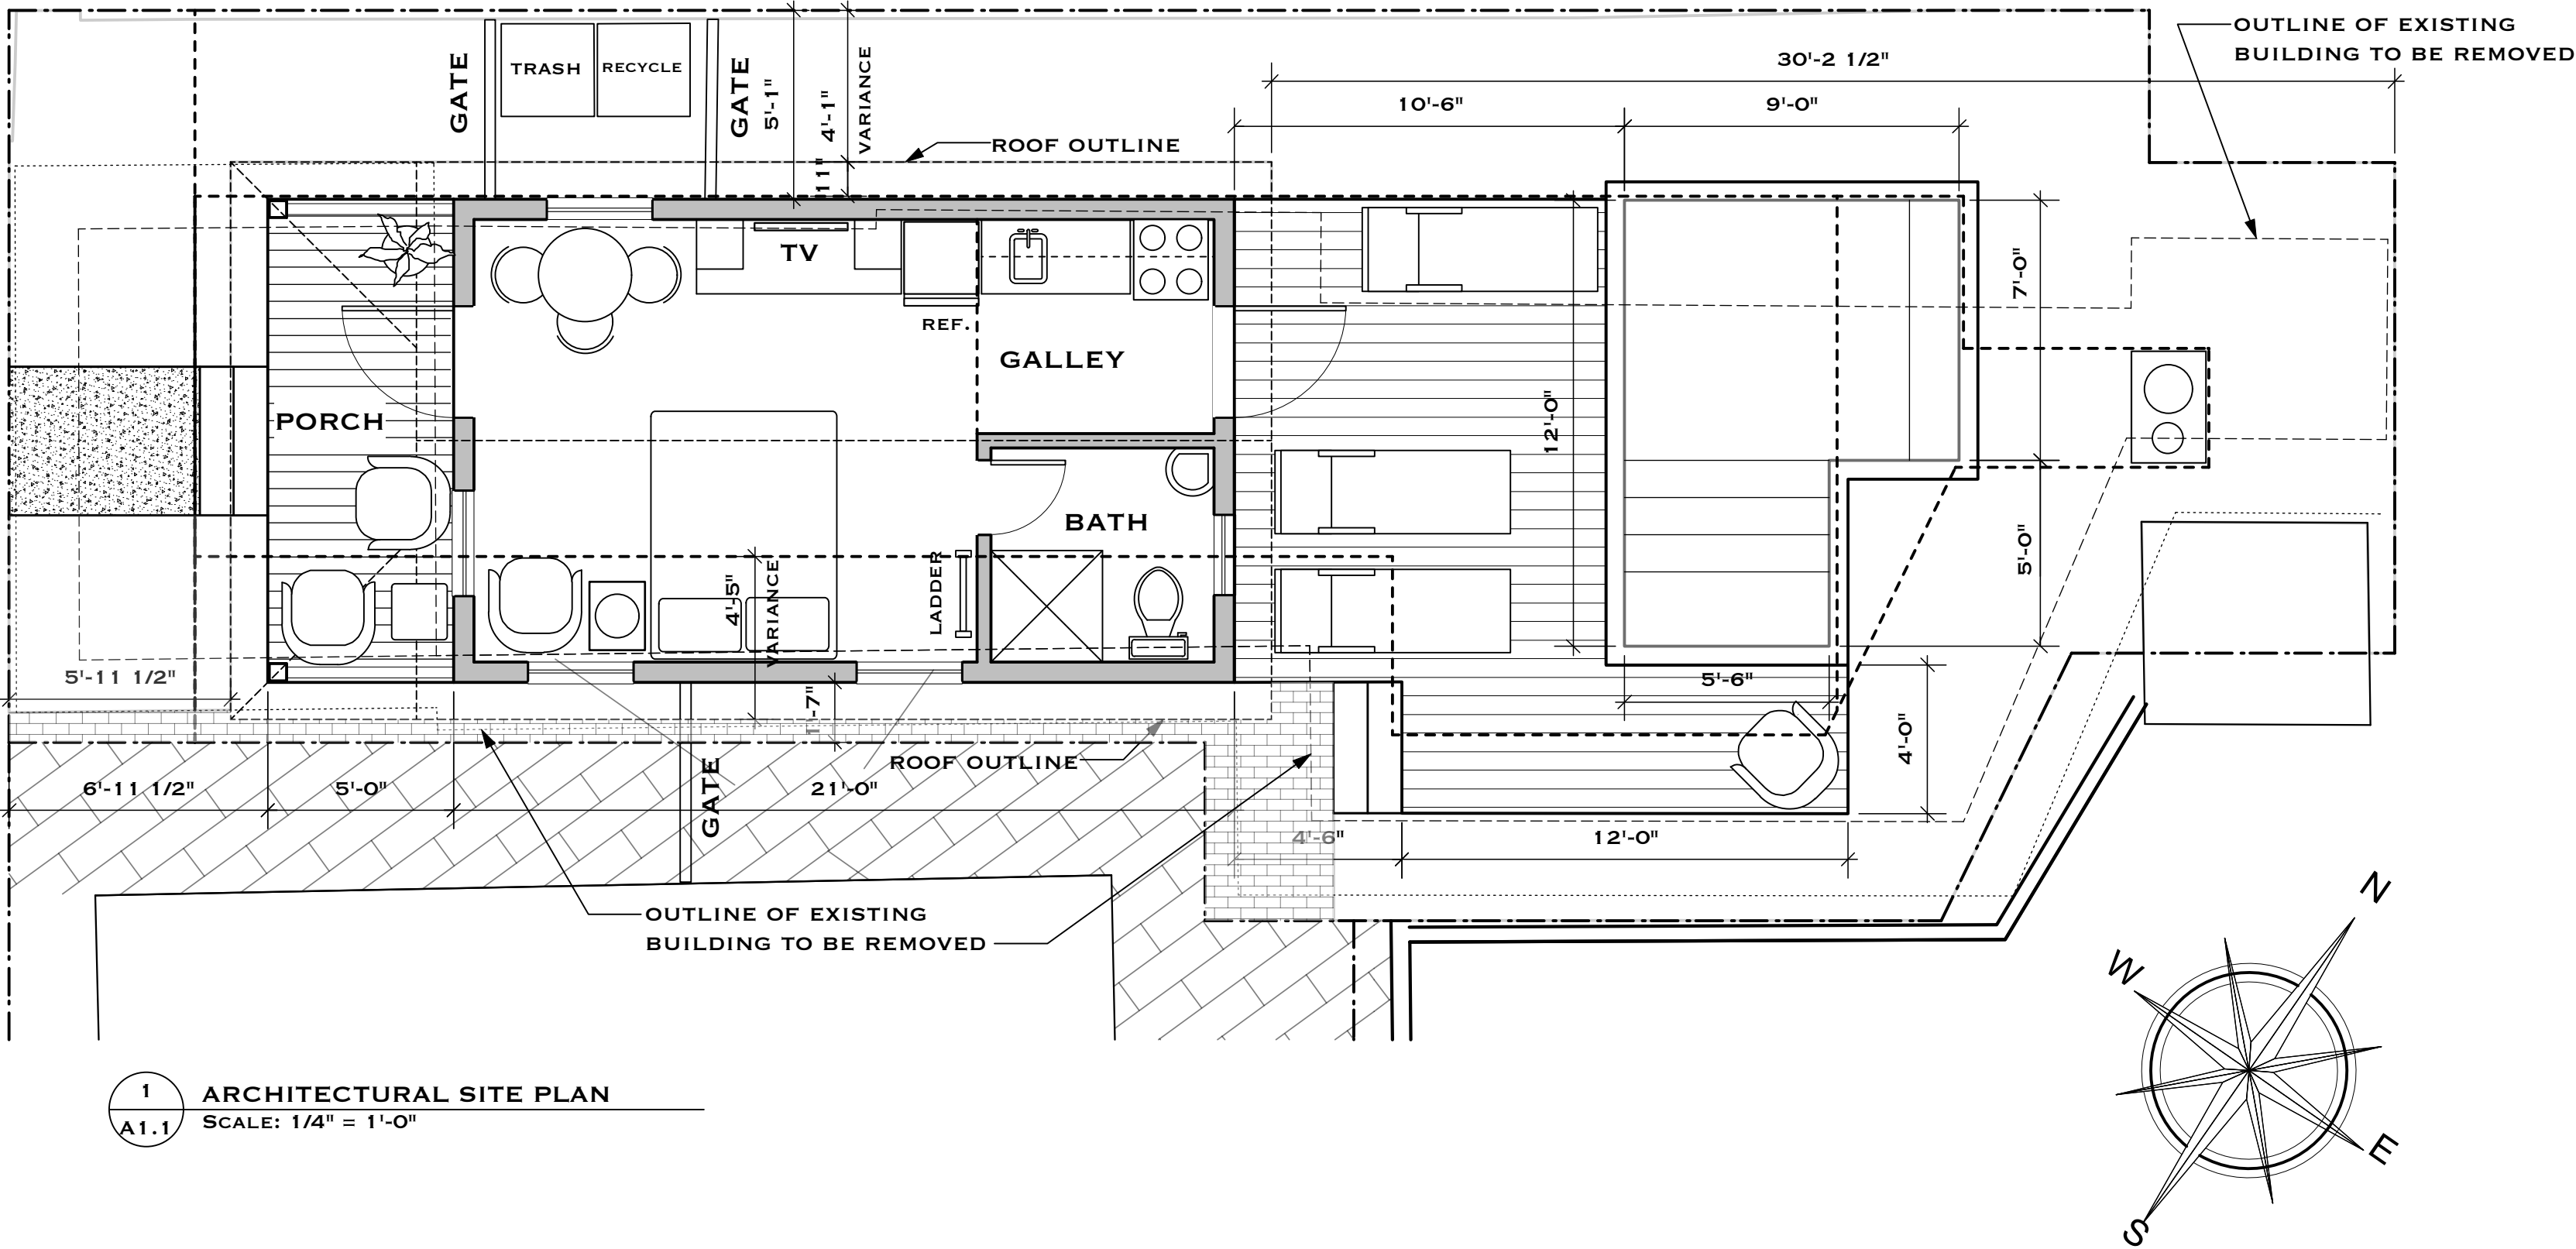 OUTLINE OF EXISTING
BUILDING TO BE REMOVED
30'-2 1/2"
10'-6"
9'-0"
GATE
TRASH
RECYCLE
GATE
5'-1"
4'-1"
VARIANCE
11"
ROOF OUTLINE
TV
REF.
GALLEY
7'-0"
12'-0"
PORCH
BATH
LADDER
4'-5"
VARIANCE
5'-0"
5'-11 1/2"
1'-7"
5'-6"
4'-0"
ROOF OUTLINE
6'-11 1/2"
5'-0"
GATE
21'-0"
4'-6"
12'-0"
OUTLINE OF EXISTING
BUILDING TO BE REMOVED
N
W
E
S
1
A1.1
ARCHITECTURAL SITE PLAN
SCALE: 1/4" = 1'-0"